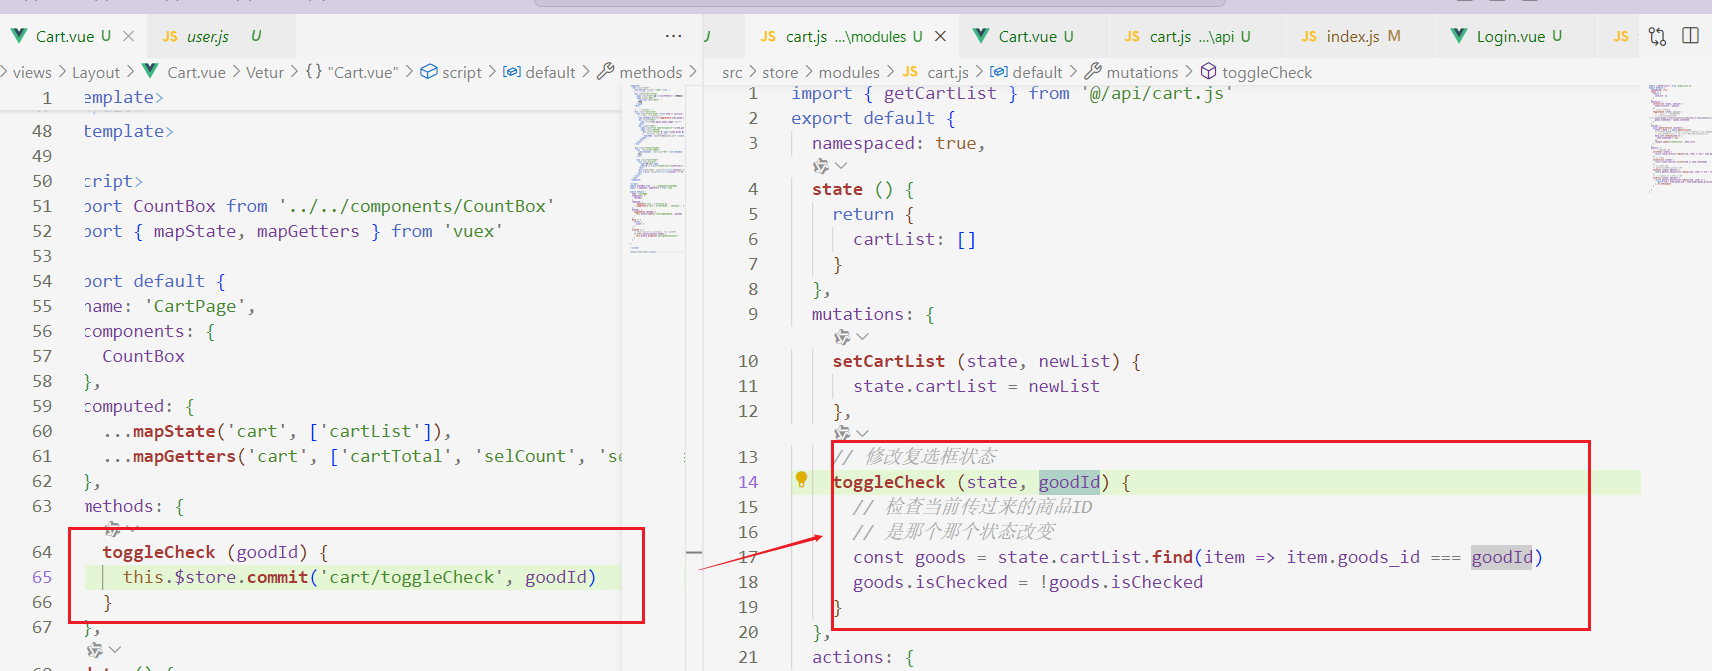 Cart.vue U
JS user.js U
...
JS cart.js ...\modules U
Cart.vue U
JS cart.js ...\api U
JS index.js M
Login.vue U
JS
views > Layout > Cart.vue > Vetur > {} "Cart.vue" > script > default > methods >
src > store > modules > JS cart.js > default > mutations > toggleCheck
1 emplate>
48 template>
49
50 cript>
51 port CountBox from '../../components/CountBox'
52 port { mapState, mapGetters } from 'vuex'
53
54 port default {
55 name: 'CartPage',
56 components: {
57 CountBox
58 },
59 computed: {
60 ...mapState('cart', ['cartList']),
61 ...mapGetters('cart', ['cartTotal', 'selCount', 'se
62 },
63 methods: {
64 toggleCheck (goodId) {
65 this.$store.commit('cart/toggleCheck', goodId)
66 }
67 },
1 import { getCartList } from '@/api/cart.js'
2 export default {
3 namespaced: true,
4 state () {
5 return {
6 cartList: []
7 }
8 },
9 mutations: {
10 setCartList (state, newList) {
11 state.cartList = newList
12 },
13 // 修改复选框状态
14 toggleCheck (state, goodId) {
15 // 检查当前传过来的商品ID
16 // 是那个那个状态改变
17 const goods = state.cartList.find(item => item.goods_id === goodId)
18 goods.isChecked = !goods.isChecked
19 }
20 },
21 actions: {